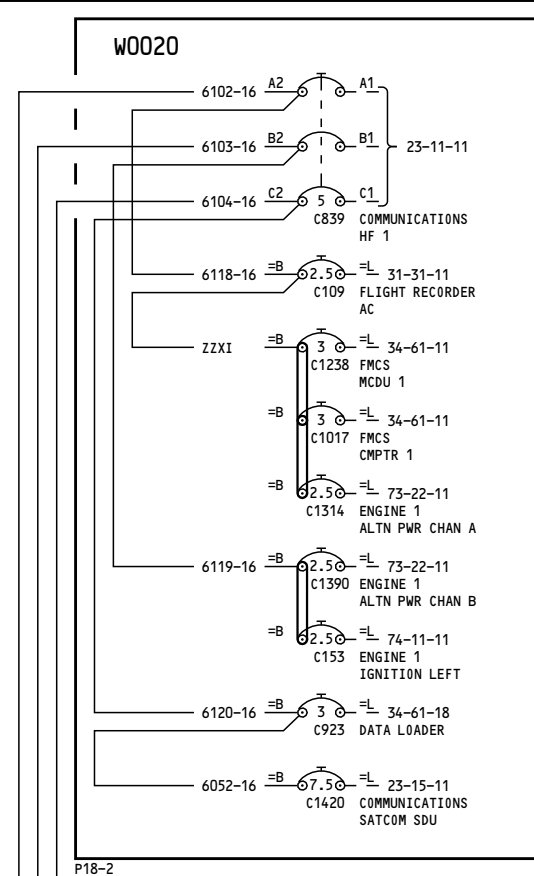 W0020
6102-16 A2 A1
6103-16 B2 B1 23-11-11
6104-16 C2 5 C1
C839 COMMUNICATIONS
HF 1
6118-16 =B 2.5 =L 31-31-11
C109 FLIGHT RECORDER
AC
ZZXI =B 3 =L 34-61-11
C1238 FMCS
MCDU 1
=B 3 =L 34-61-11
C1017 FMCS
CMPTR 1
=B 2.5 =L 73-22-11
C1314 ENGINE 1
ALTN PWR CHAN A
6119-16 =B 2.5 =L 73-22-11
C1390 ENGINE 1
ALTN PWR CHAN B
=B 2.5 =L 74-11-11
C153 ENGINE 1
IGNITION LEFT
6120-16 =B 3 =L 34-61-18
C923 DATA LOADER
6052-16 =B 7.5 =L 23-15-11
C1420 COMMUNICATIONS
SATCOM SDU
P18-2